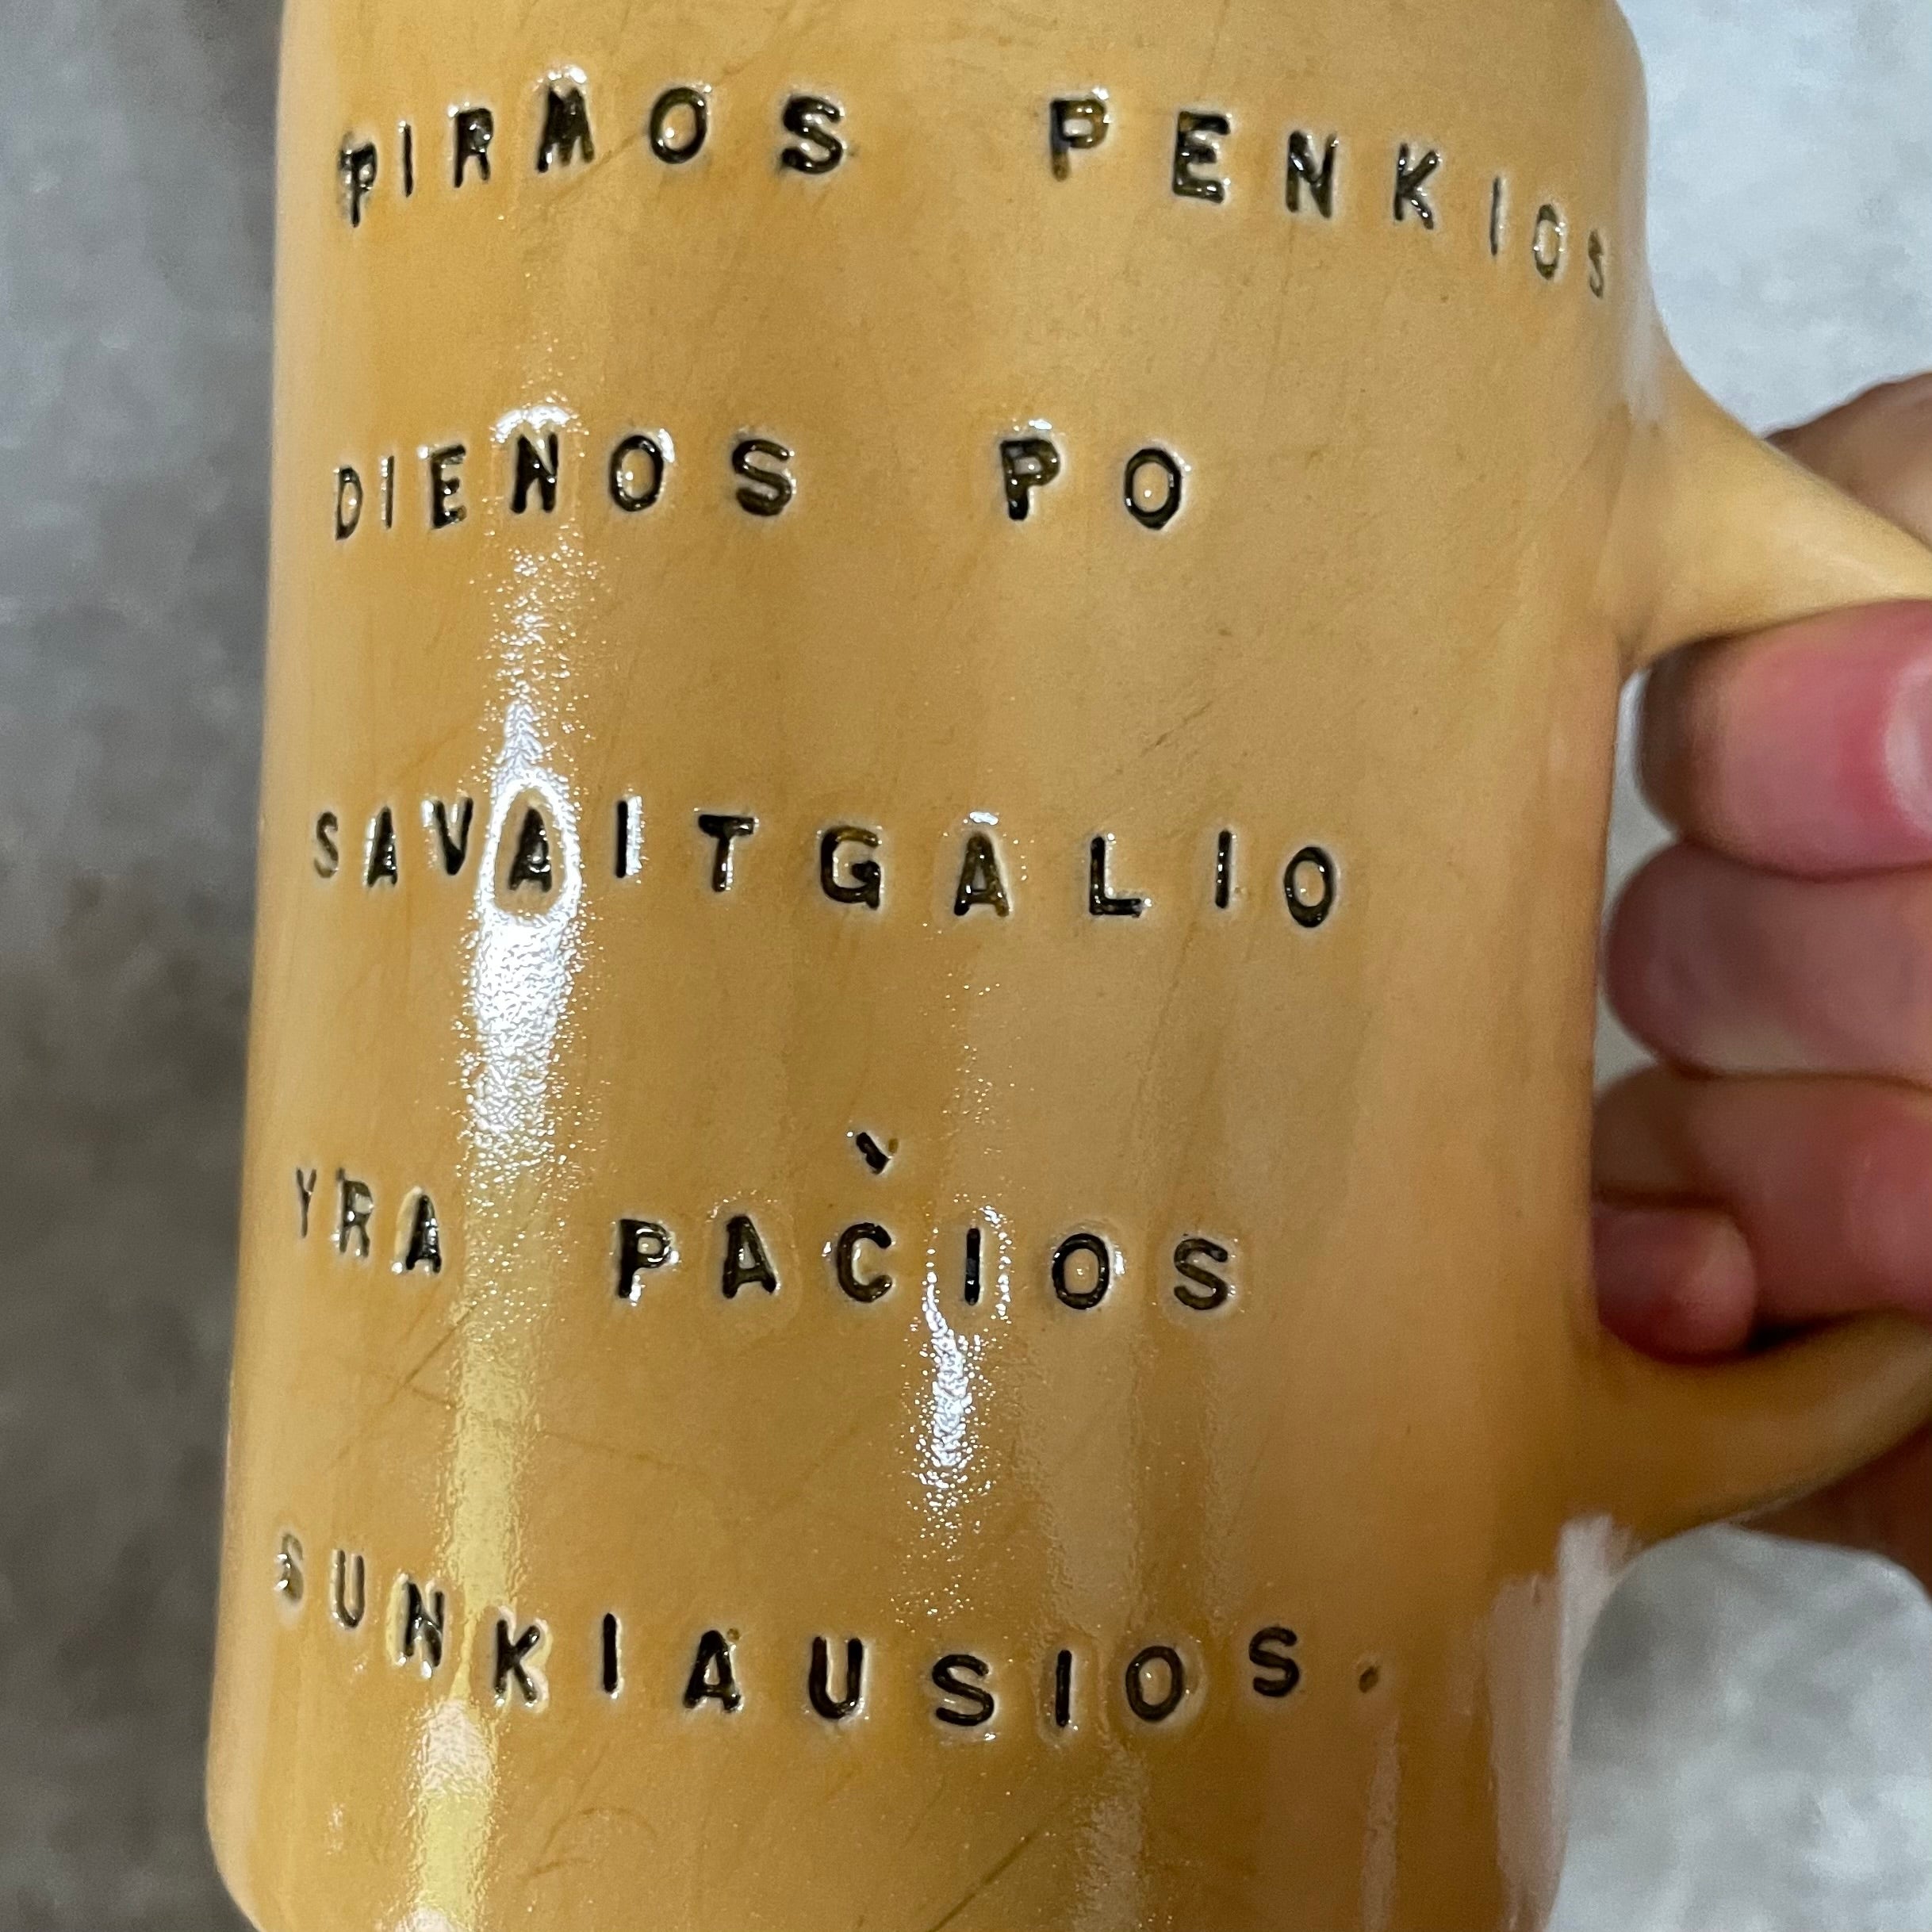 PIRMOS PENKIOS
DIENOS PO
SAVAITGALIO
YRA PAČIOS
SUNKIAUSIOS.